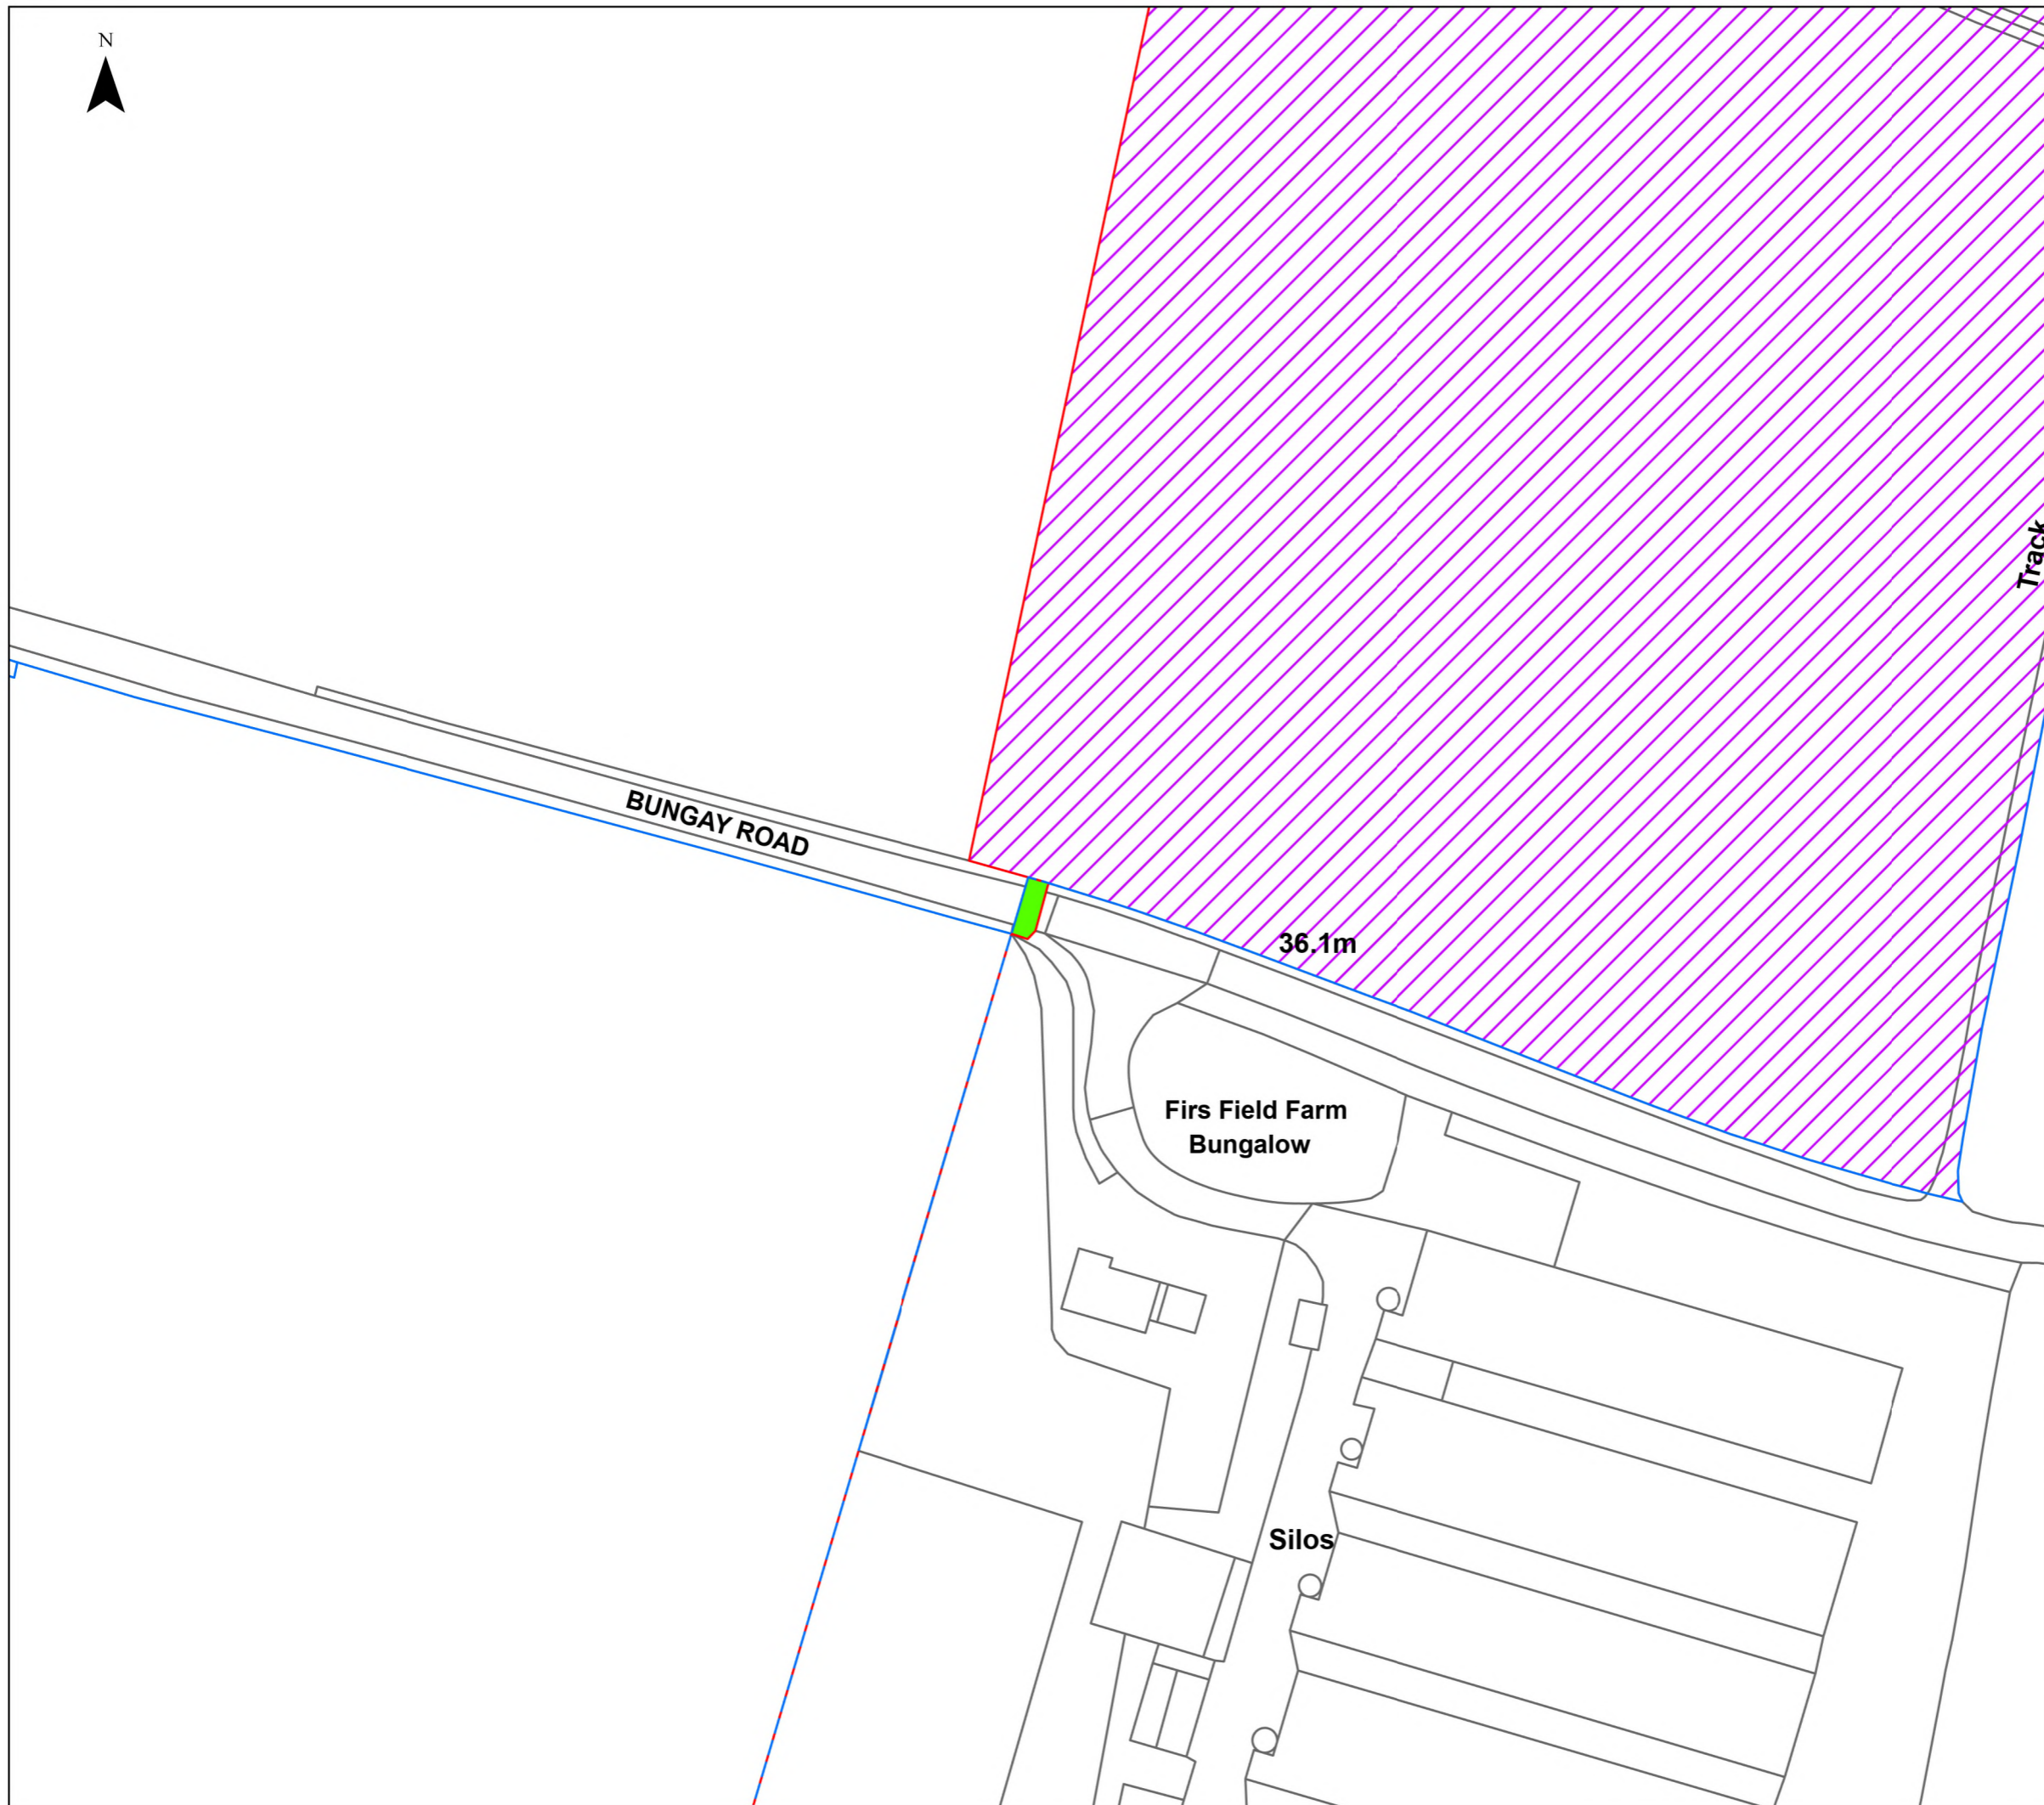 N
Track
BUNGAY ROAD
36.1m
Firs Field Farm
Bungalow
Silos